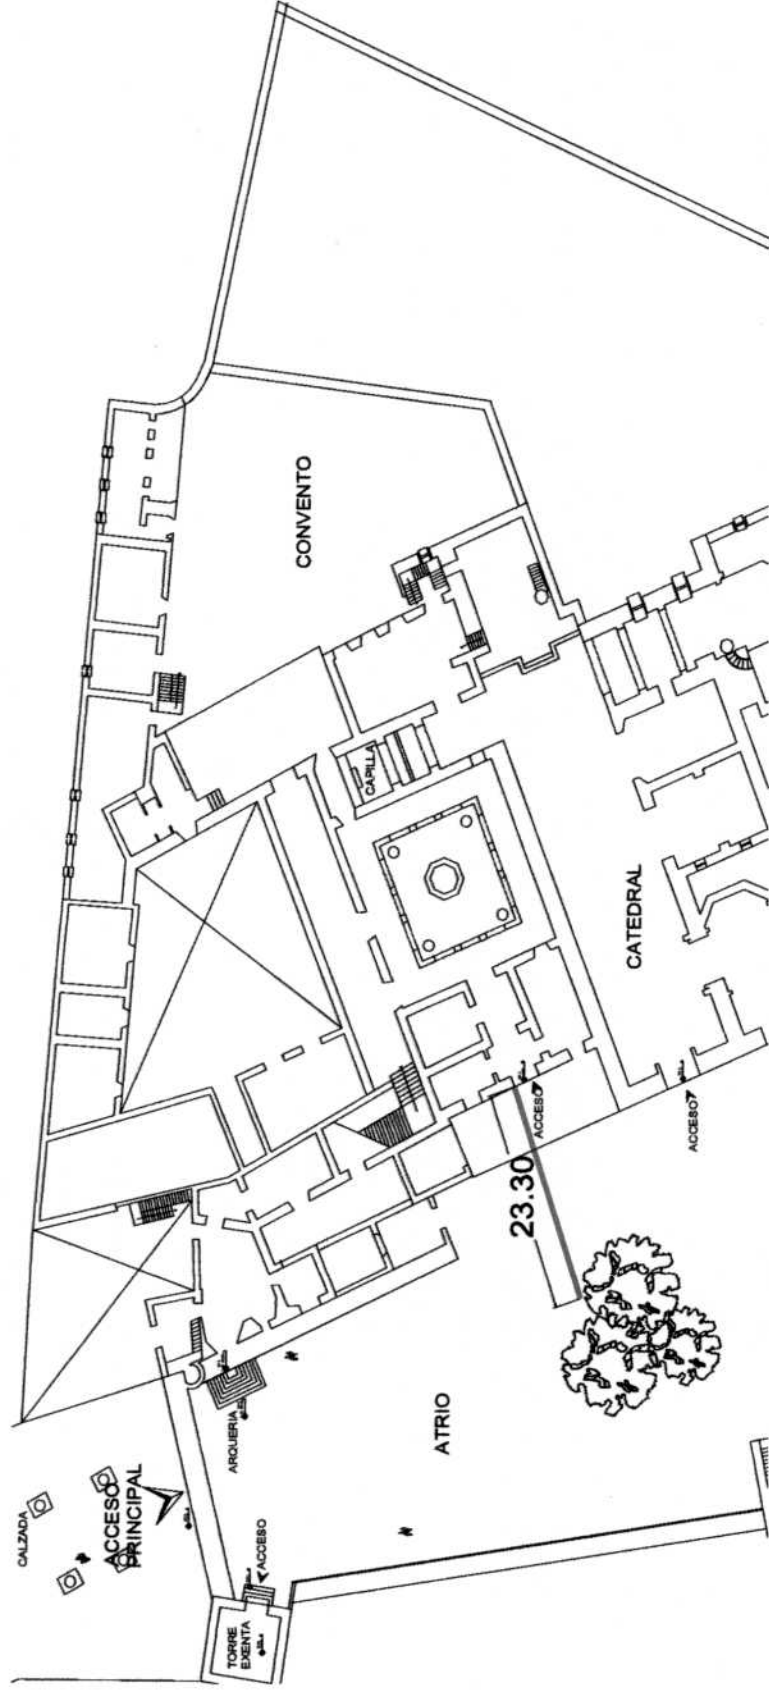 CONVENTO
CAPILLA
CATEDRAL
ACCESO
ACCESO
23.30
ATRIO
ARQUERIA
CALZADA
ACCESO
PRINCIPAL
ACCESO
TORRE
EXENTA